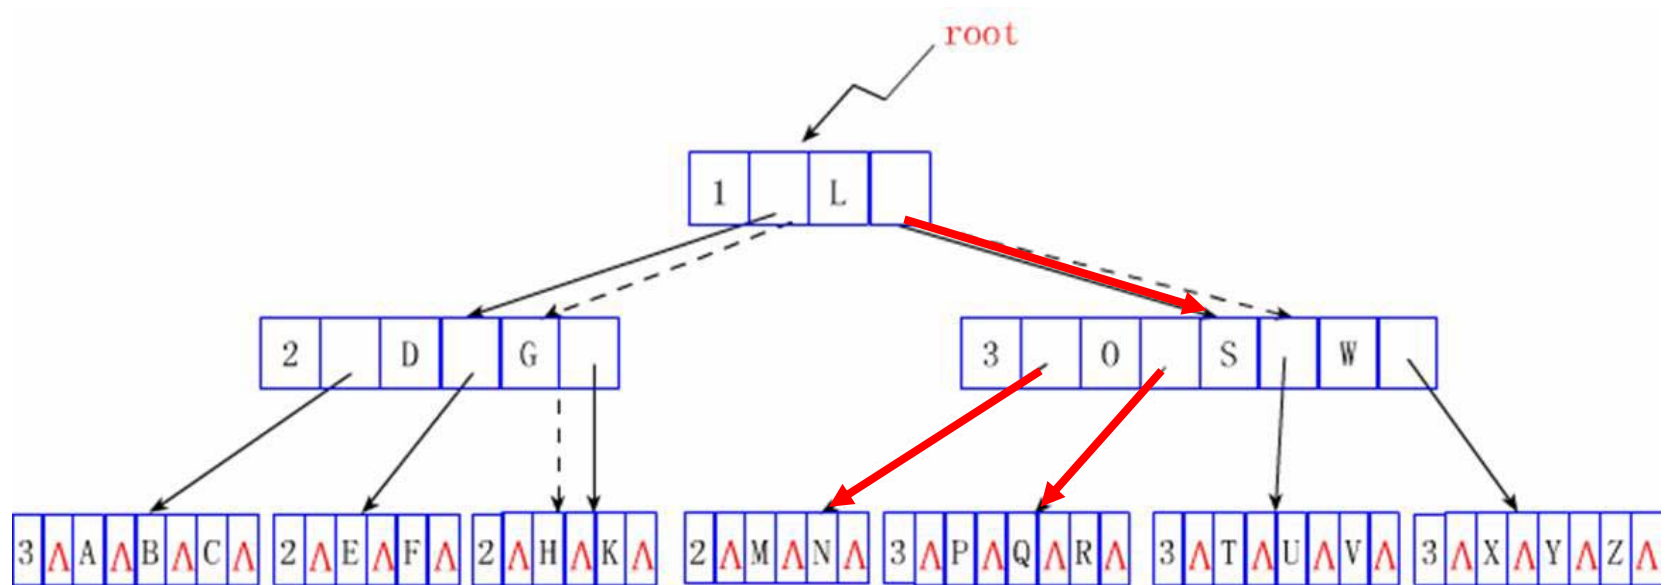 root
1 L
2 D G
3 O S W
3 Λ A Λ B Λ C Λ
2 Λ E Λ F Λ
2 Λ H Λ K Λ
2 Λ M Λ N Λ
3 Λ P Λ Q Λ R Λ
3 Λ T Λ U Λ V Λ
3 Λ X Λ Y Λ Z Λ